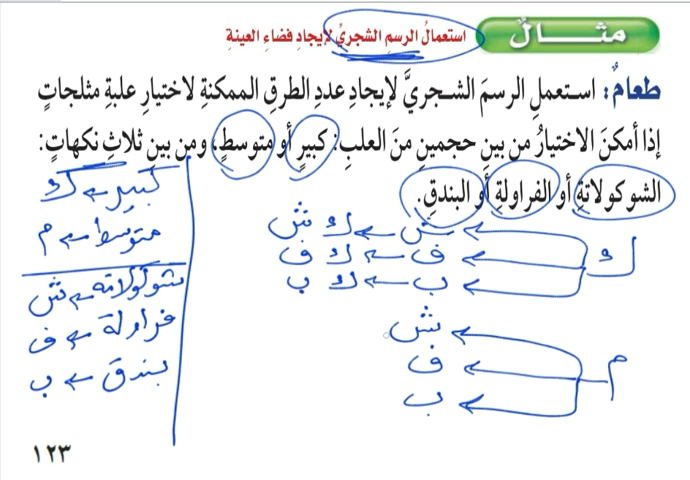 مثال استعمالُ الرسمِ الشجريِّ لإيجادِ فضاءِ العينة
طعامٌ: استعملِ الرسمَ الشجريَّ لإيجادِ عددِ الطرقِ الممكنةِ لاختيارِ علبةِ مثلجاتٍ
إذا أمكنَ الاختيارُ من بينِ حجمينِ منَ العلبِ: كبيرٍ أو متوسطٍ، ومن بينِ ثلاثِ نكهاتٍ:
الشوكولاتةِ أو الفراولةِ أو البندقِ.
كبير ← ك
متوسط ← م
شوكولاتة ← ش
فراولة ← ف
بندق ← ب
ك
ش ← ك ش
ف ← ك ف
ب ← ك ب
م
ش
ف
ب
١٢٣